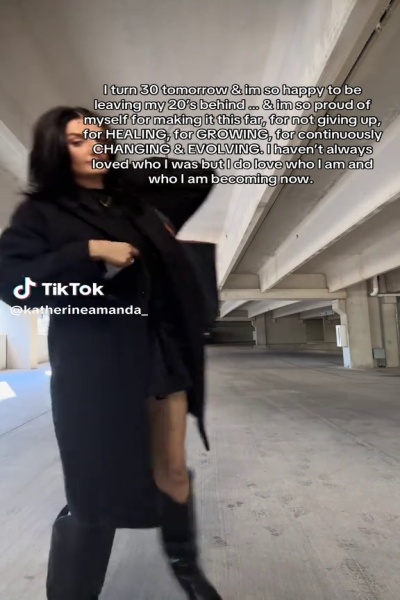 I turn 30 tomorrow & im so happy to be
leaving my 20's behind ... & im so proud of
myself for making it this far, for not giving up,
for HEALING, for GROWING, for continuously
CHANGING & EVOLVING. I haven't always
loved who I was but I do love who I am and
who I am becoming now.
TikTok
@katherineamanda_